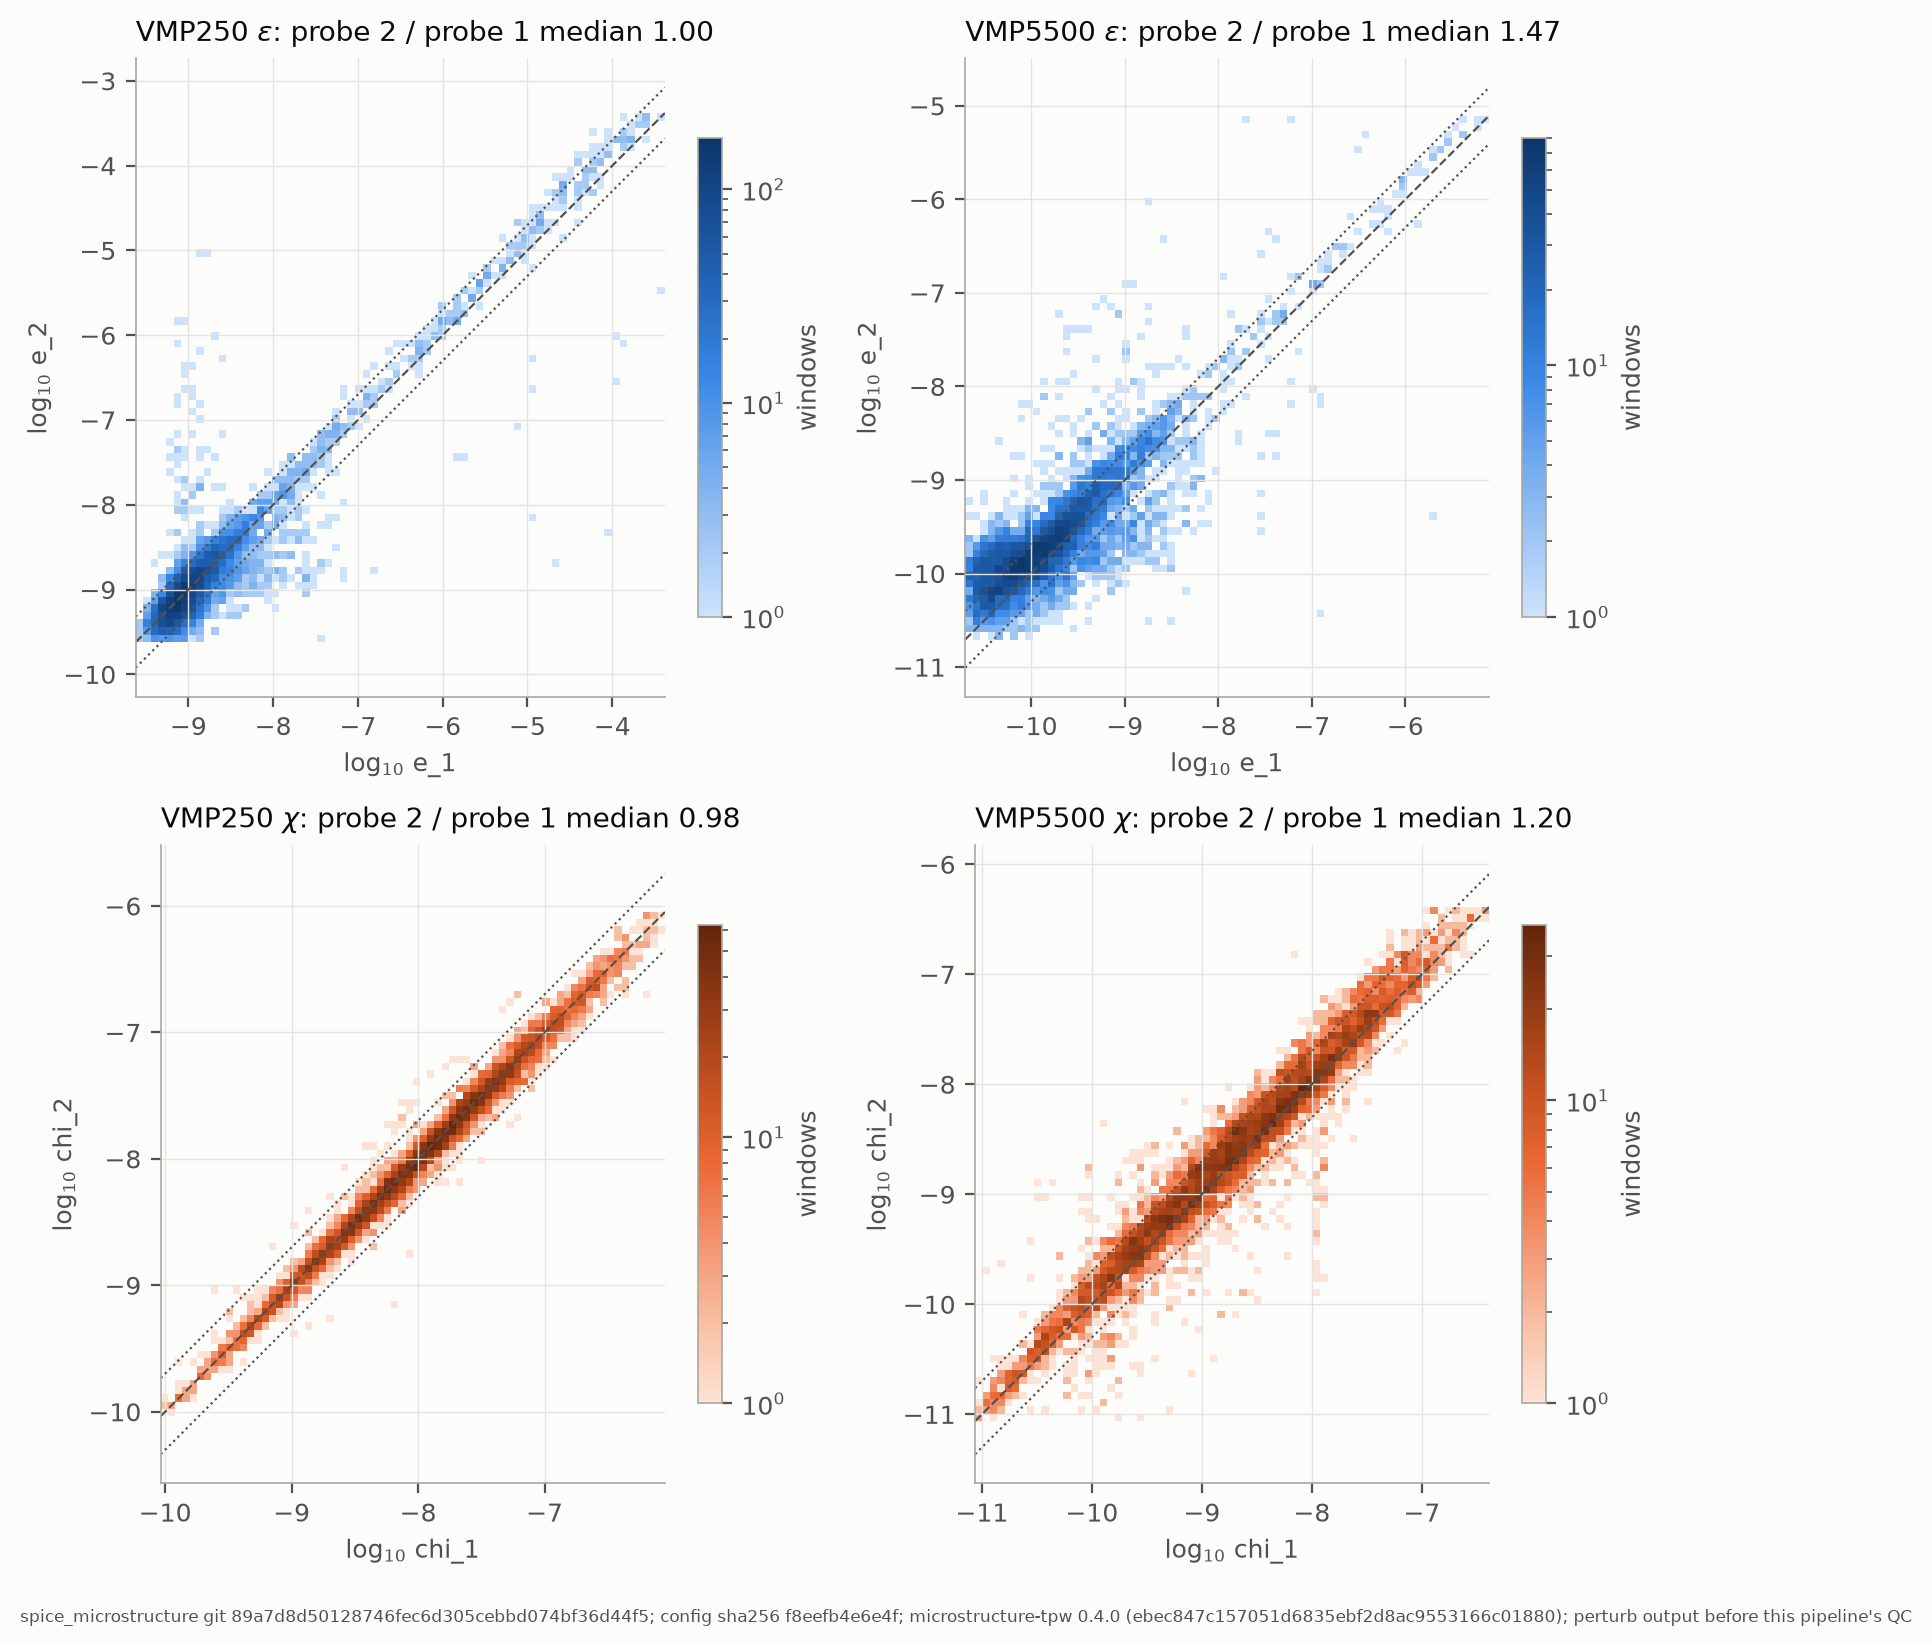 VMP250 ε: probe 2 / probe 1 median 1.00
−3
−4
−5
−6
−7
−8
−9
−10
log₁₀ e_2
−9 −8 −7 −6 −5 −4
log₁₀ e_1
10²
10¹
10⁰
windows
VMP5500 ε: probe 2 / probe 1 median 1.47
−5
−6
−7
−8
−9
−10
−11
log₁₀ e_2
−10 −9 −8 −7 −6
log₁₀ e_1
10¹
10⁰
windows
VMP250 χ: probe 2 / probe 1 median 0.98
−6
−7
−8
−9
−10
log₁₀ chi_2
−10 −9 −8 −7
log₁₀ chi_1
10¹
10⁰
windows
VMP5500 χ: probe 2 / probe 1 median 1.20
−6
−7
−8
−9
−10
−11
log₁₀ chi_2
−11 −10 −9 −8 −7
log₁₀ chi_1
10¹
10⁰
windows
spice_microstructure git 89a7d8d50128746fec6d305cebbd074bf36d44f5; config sha256 f8eefb4e6e4f; microstructure-tpw 0.4.0 (ebec847c157051d6835ebf2d8ac9553166c01880); perturb output before this pipeline's QC